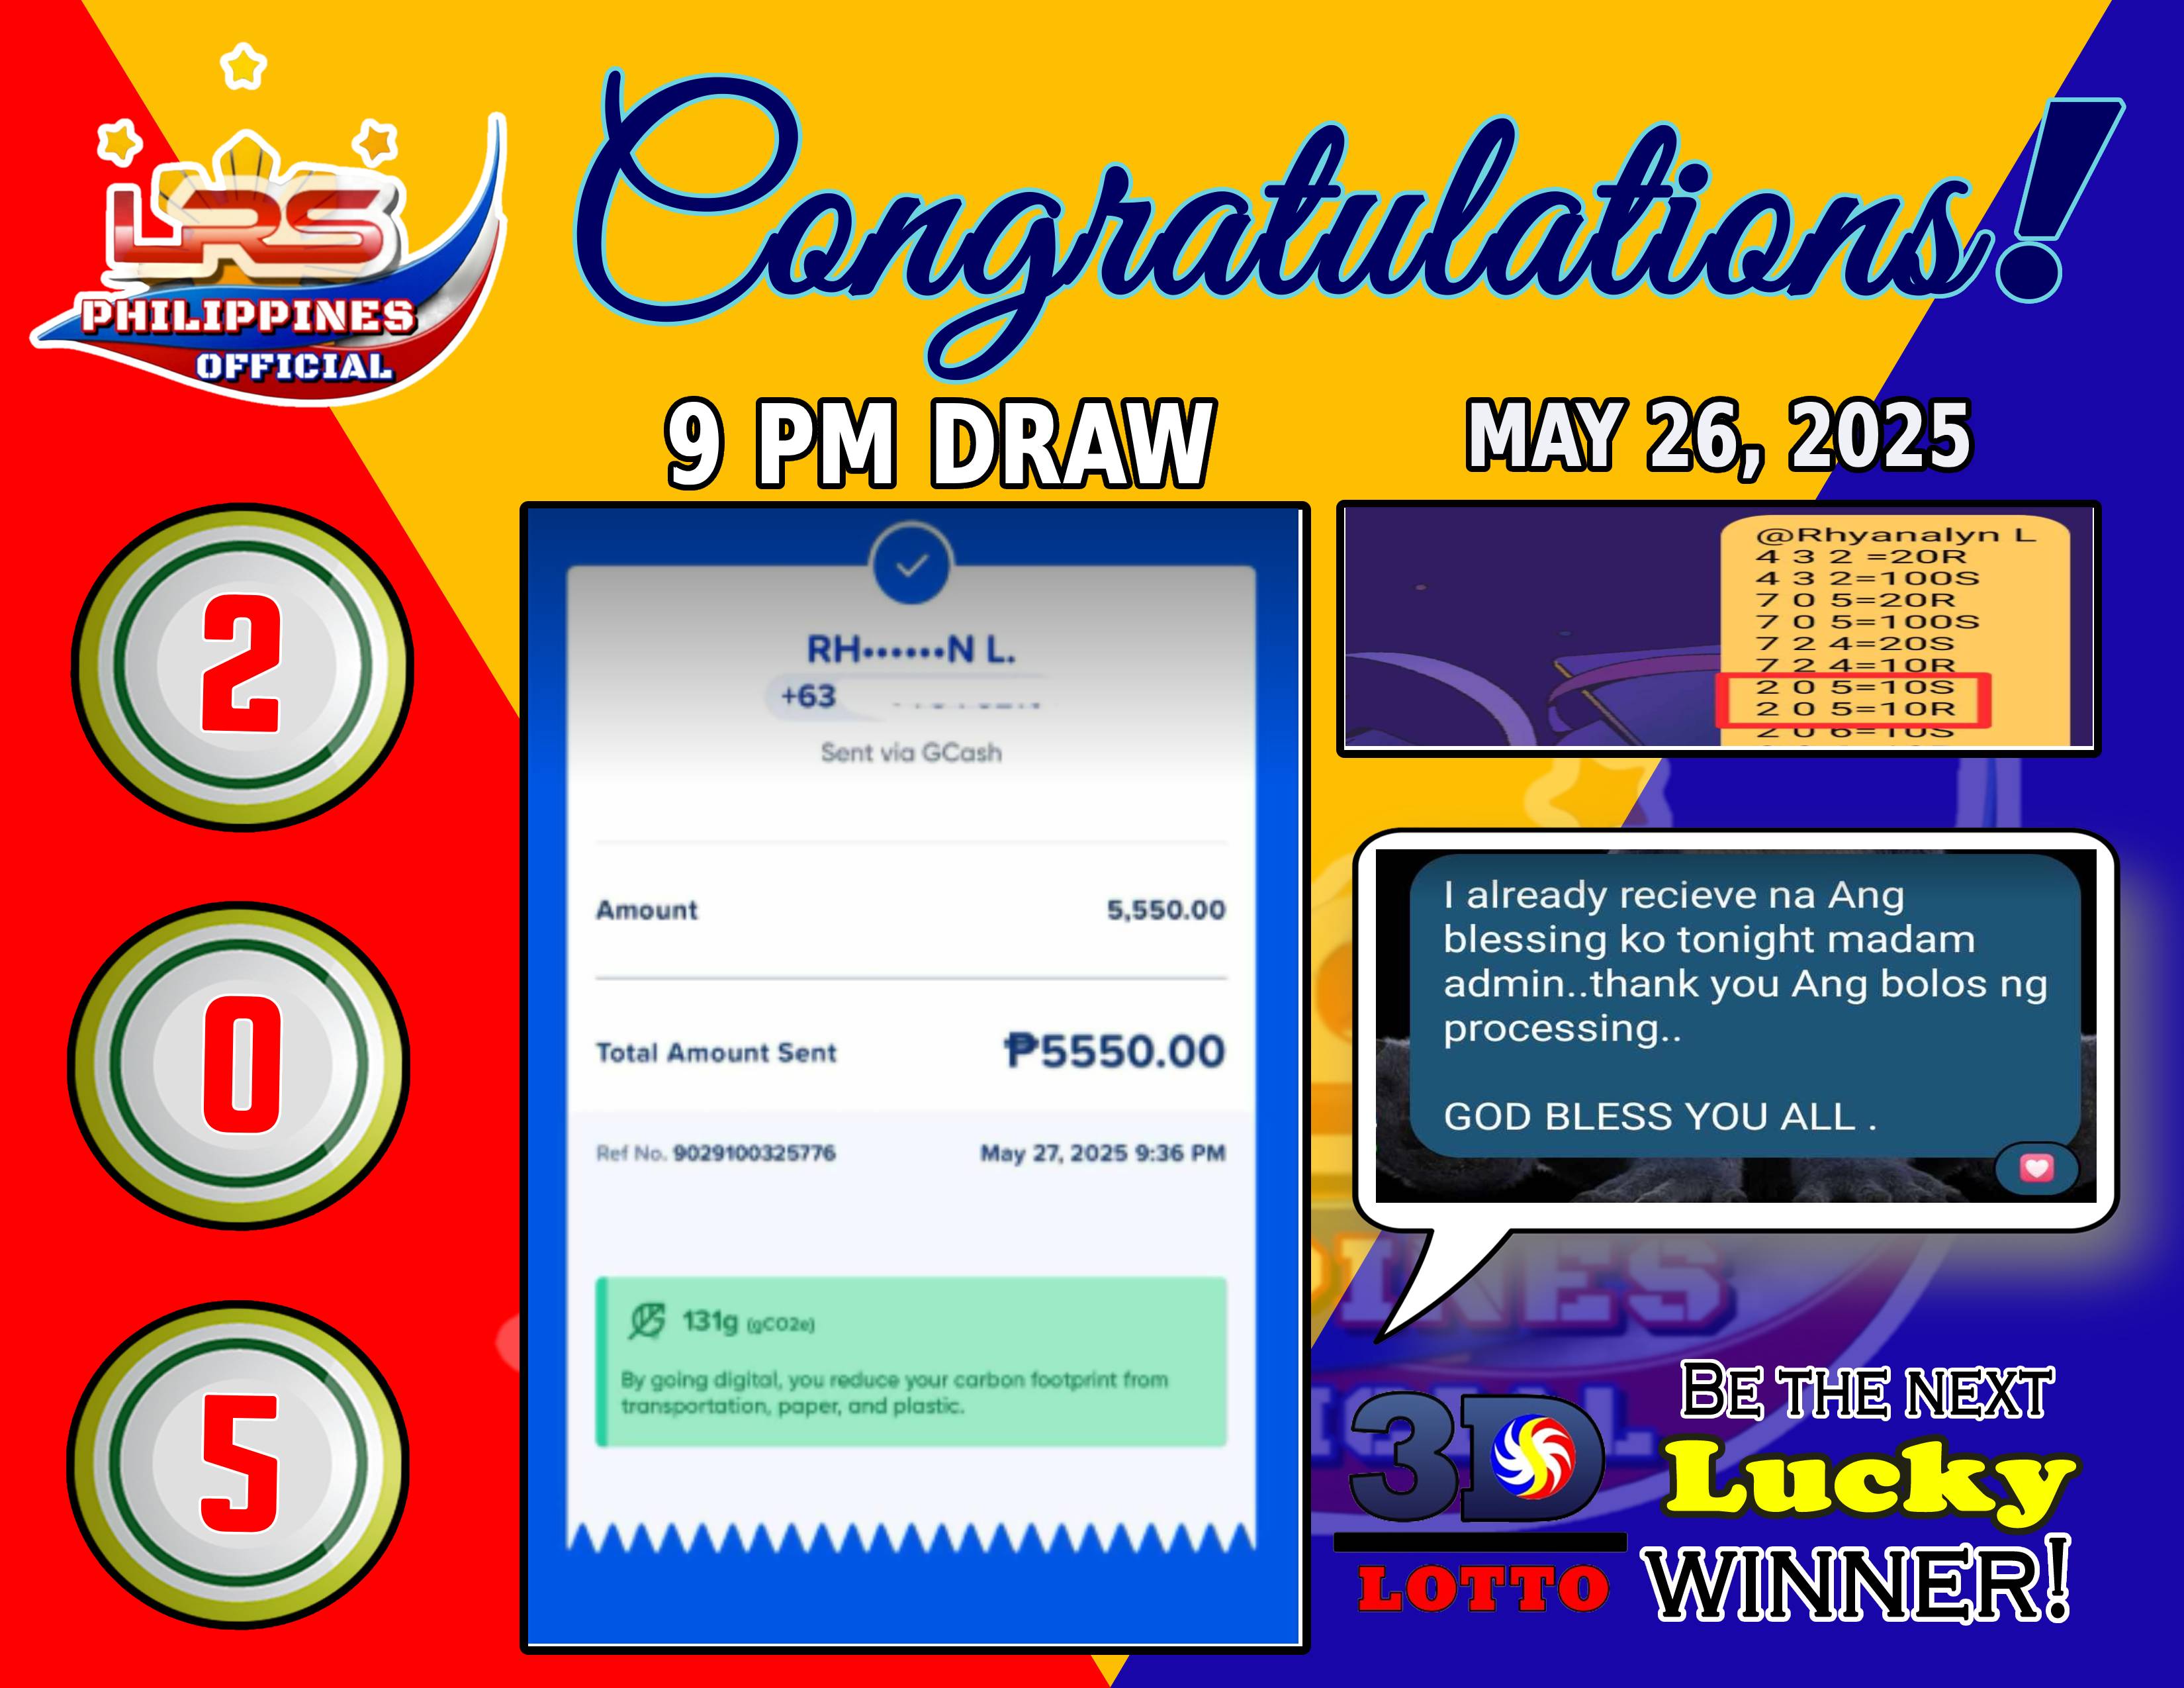 LRS
PHILIPPINES
OFFICIAL
Congratulations!
9 PM DRAW
MAY 26, 2025
2
0
5
RH••••••N L.
+63
Sent via GCash
Amount 5,550.00
Total Amount Sent ₱5550.00
Ref No. 9029100325776 May 27, 2025 9:36 PM
131g (gCO2e)
By going digital, you reduce your carbon footprint from
transportation, paper, and plastic.
@Rhyanalyn L
4 3 2 =20R
4 3 2=100S
7 0 5=20R
7 0 5=100S
7 2 4=20S
7 2 4=10R
2 0 5=10S
2 0 5=10R
2 0 6=10S
I already recieve na Ang
blessing ko tonight madam
admin..thank you Ang bolos ng
processing..
GOD BLESS YOU ALL .
3D
LOTTO
BE THE NEXT
Lucky
WINNER!